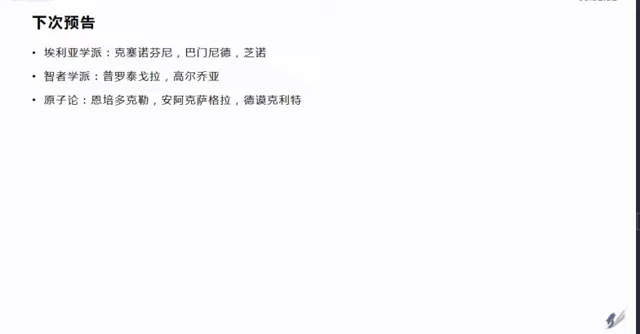 下次预告
• 埃利亚学派：克塞诺芬尼，巴门尼德，芝诺
• 智者学派：普罗泰戈拉，高尔乔亚
• 原子论：恩培多克勒，安阿克萨格拉，德谟克利特